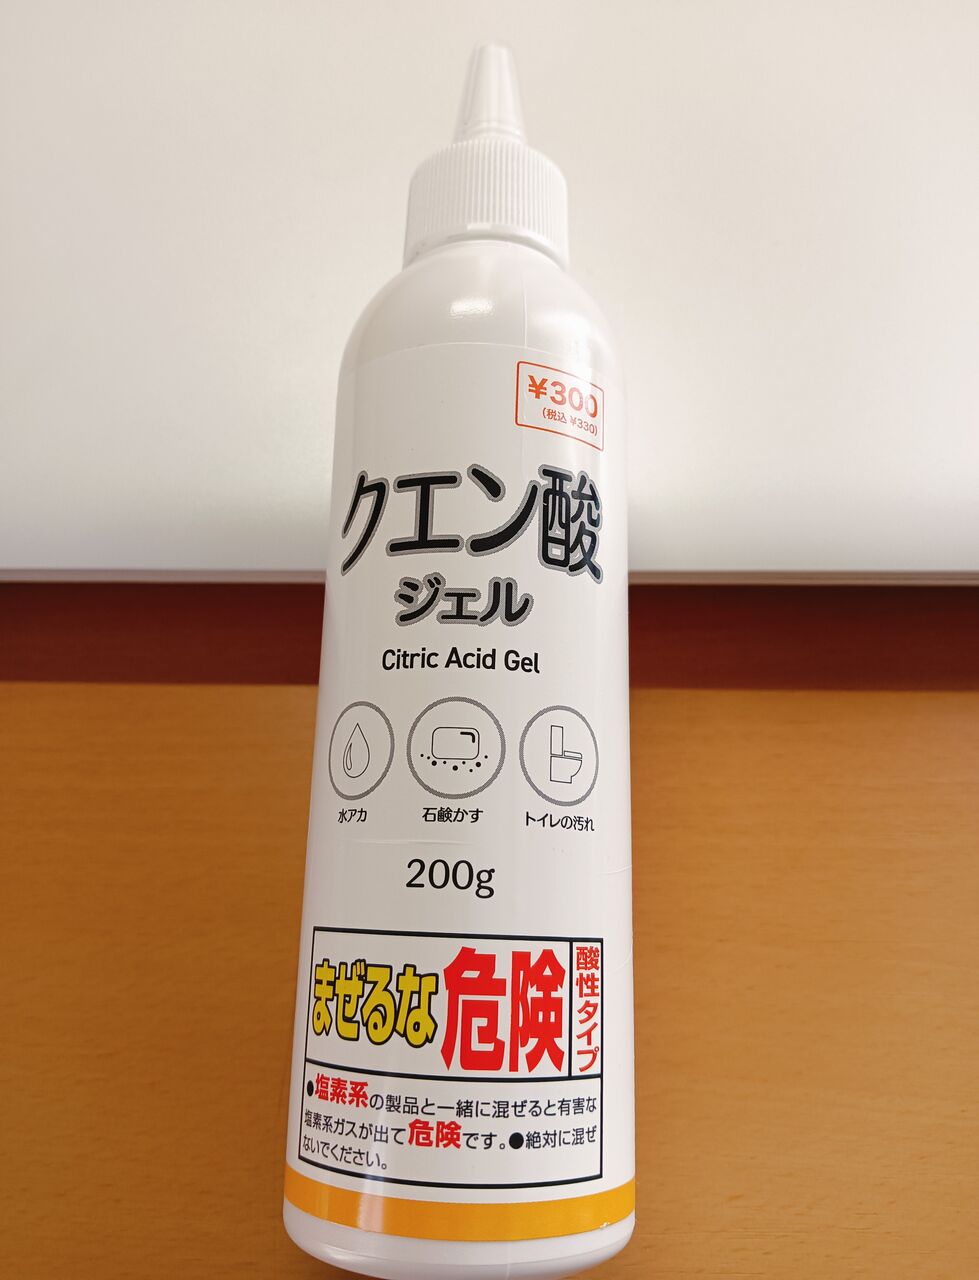 ¥300
(税込 ¥330)
クエン酸
ジェル
Citric Acid Gel
水アカ
石鹸かす
トイレの汚れ
200g
まぜるな危険
酸性タイプ
●塩素系の製品と一緒に混ぜると有害な
塩素系ガスが出て危険です。●絶対に混ぜ
ないでください。